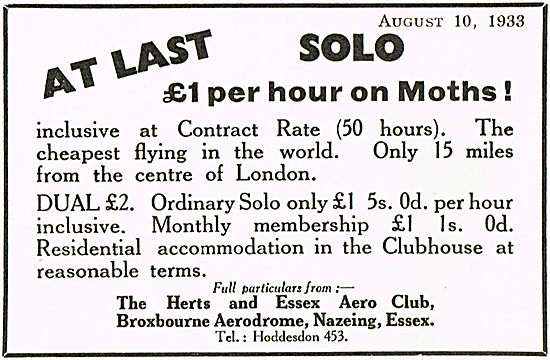 AUGUST 10, 1933
AT LAST SOLO
£1 per hour on Moths!
inclusive at Contract Rate (50 hours). The
cheapest flying in the world. Only 15 miles
from the centre of London.
DUAL £2. Ordinary Solo only £1 5s. 0d. per hour
inclusive. Monthly membership £1 1s. 0d.
Residential accommodation in the Clubhouse at
reasonable terms.
Full particulars from :—
The Herts and Essex Aero Club,
Broxbourne Aerodrome, Nazeing, Essex.
Tel. : Hoddesdon 453.